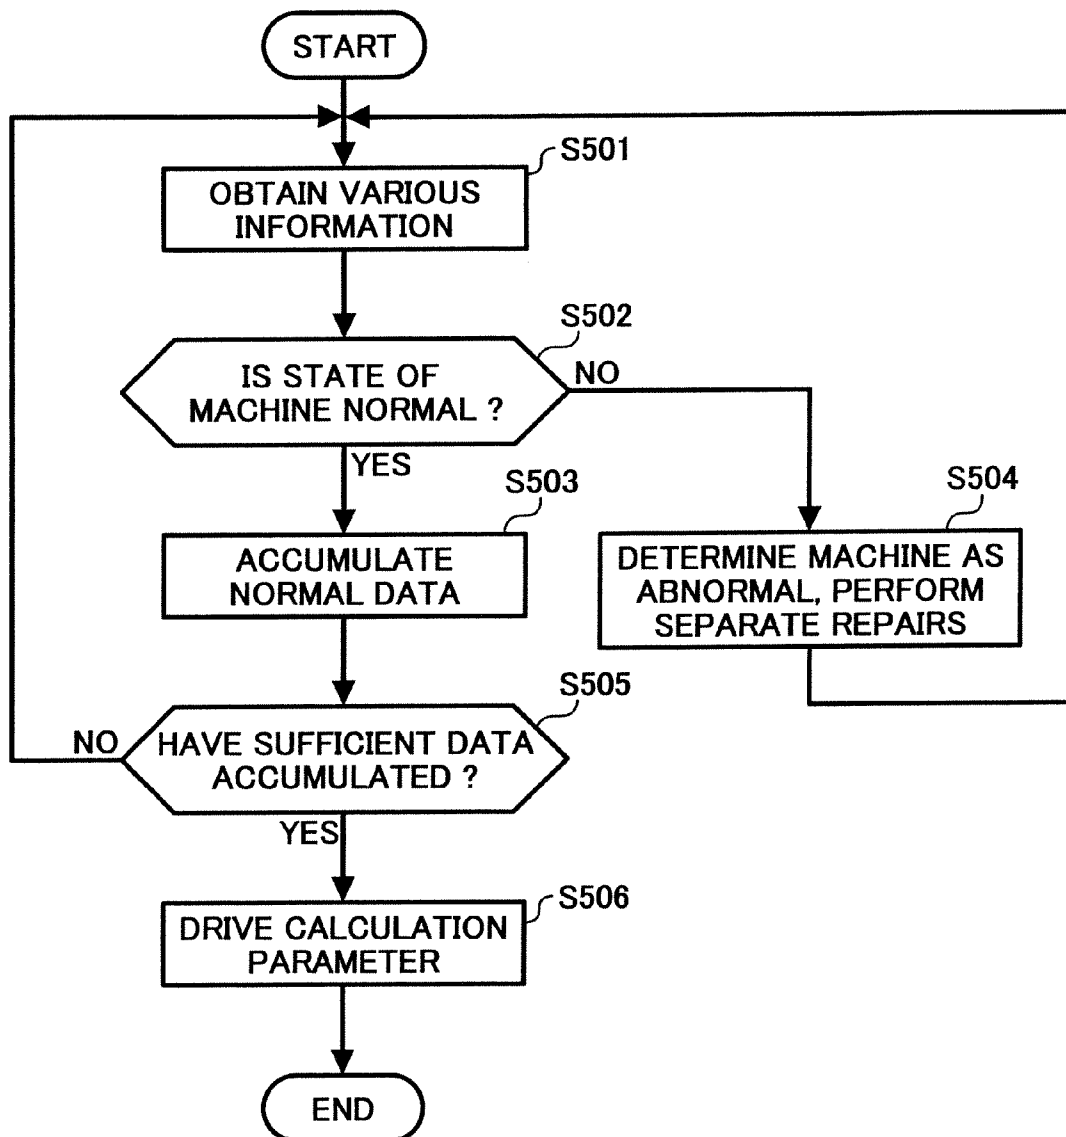 START
S501
OBTAIN VARIOUS
INFORMATION
S502
IS STATE OF
MACHINE NORMAL ?
NO
YES
S503
ACCUMULATE
NORMAL DATA
S504
DETERMINE MACHINE AS
ABNORMAL, PERFORM
SEPARATE REPAIRS
S505
NO
HAVE SUFFICIENT DATA
ACCUMULATED ?
YES
S506
DRIVE CALCULATION
PARAMETER
END